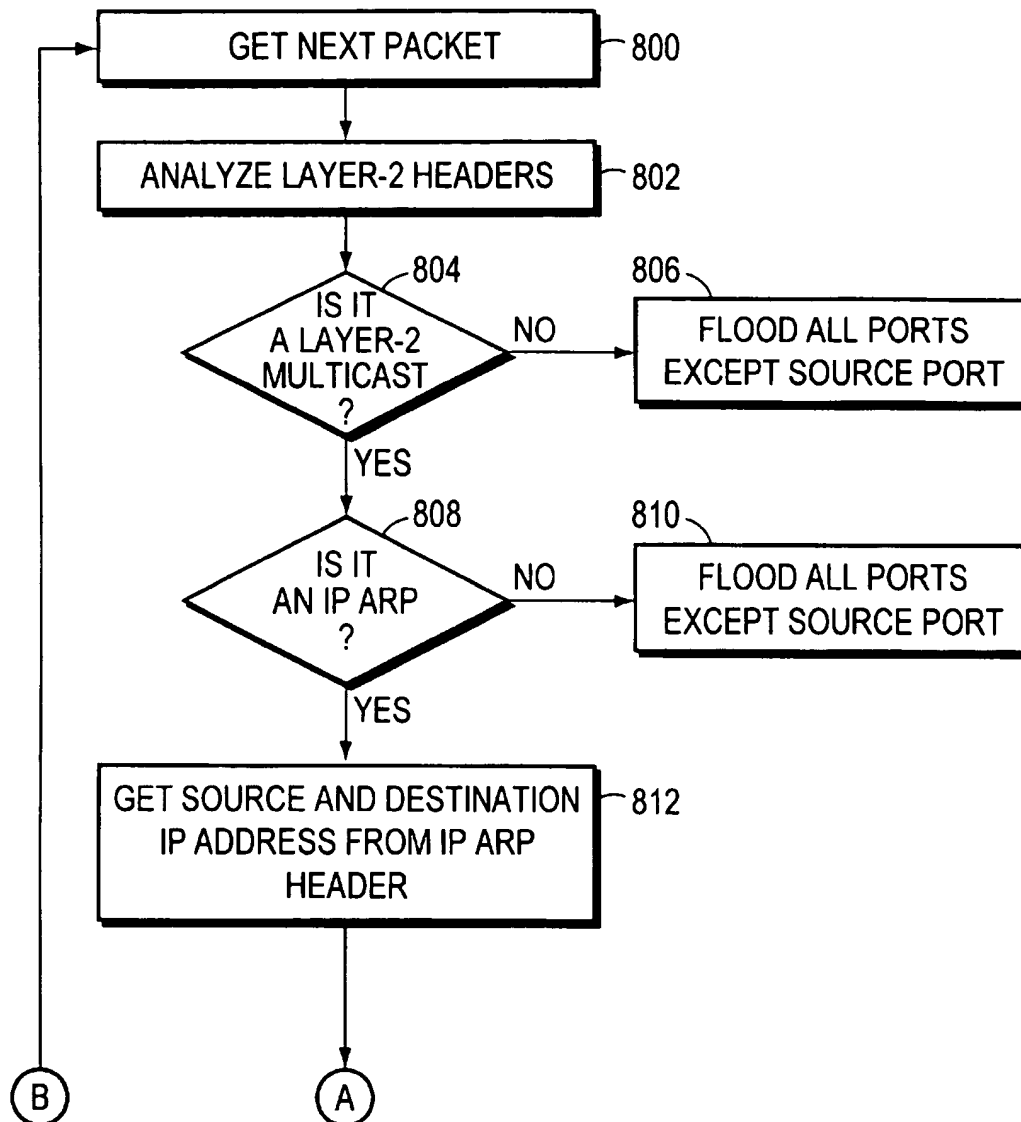 GET NEXT PACKET
800
ANALYZE LAYER-2 HEADERS
802
804
IS IT
A LAYER-2
MULTICAST
?
NO
806
FLOOD ALL PORTS
EXCEPT SOURCE PORT
YES
808
IS IT
AN IP ARP
?
NO
810
FLOOD ALL PORTS
EXCEPT SOURCE PORT
YES
GET SOURCE AND DESTINATION
IP ADDRESS FROM IP ARP
HEADER
812
B
A